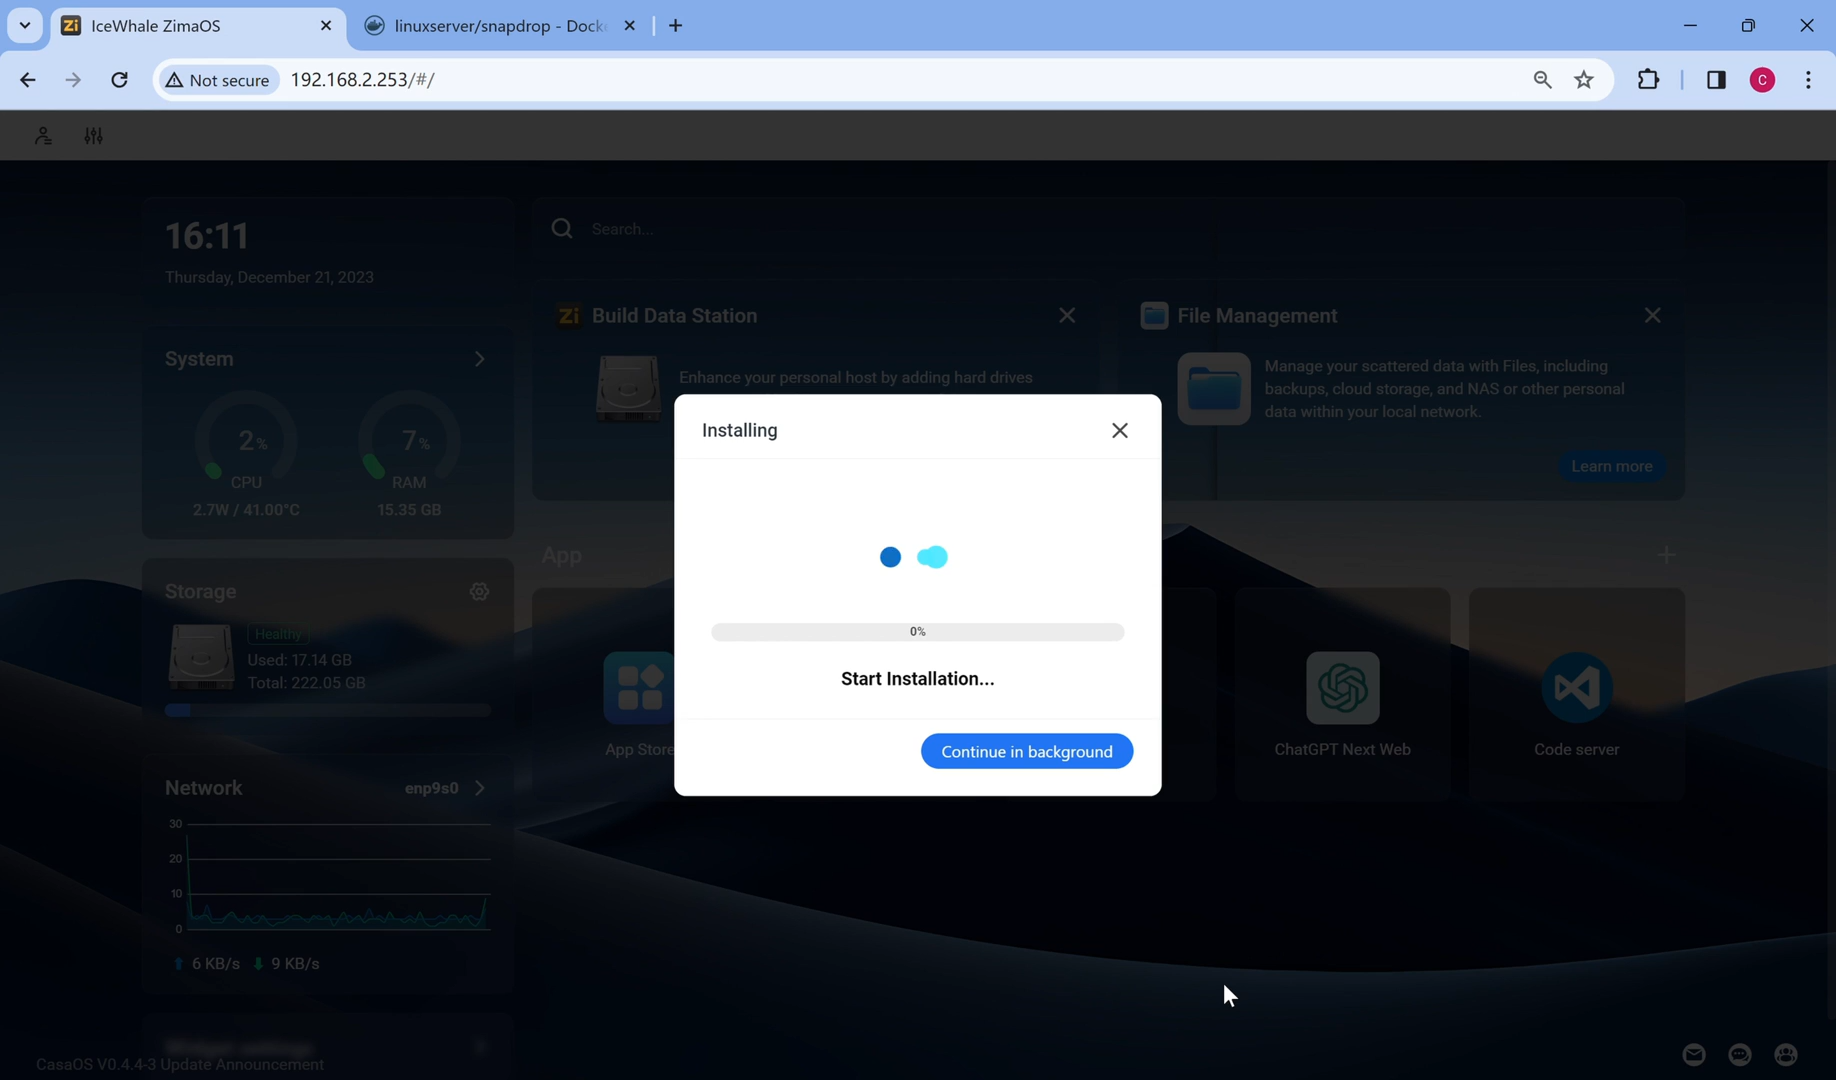 Zi IceWhale ZimaOS
linuxserver/snapdrop - Docke
Not secure 192.168.2.253/#/
C
16:11
Thursday, December 21, 2023
Search...
Zi Build Data Station
Enhance your personal host by adding hard drives
File Management
Manage your scattered data with Files, including
backups, cloud storage, and NAS or other personal
data within your local network.
Learn more
System
2%
CPU
2.7W / 41.00°C
7%
RAM
15.35 GB
Installing
0%
Start Installation...
Continue in background
Storage
Healthy
Used: 17.14 GB
Total: 222.05 GB
App
App Store
ChatGPT Next Web
Code server
Network enp9s0
30
20
10
0
6 KB/s 9 KB/s
Widget settings
CasaOS V0.4.4-3 Update Announcement